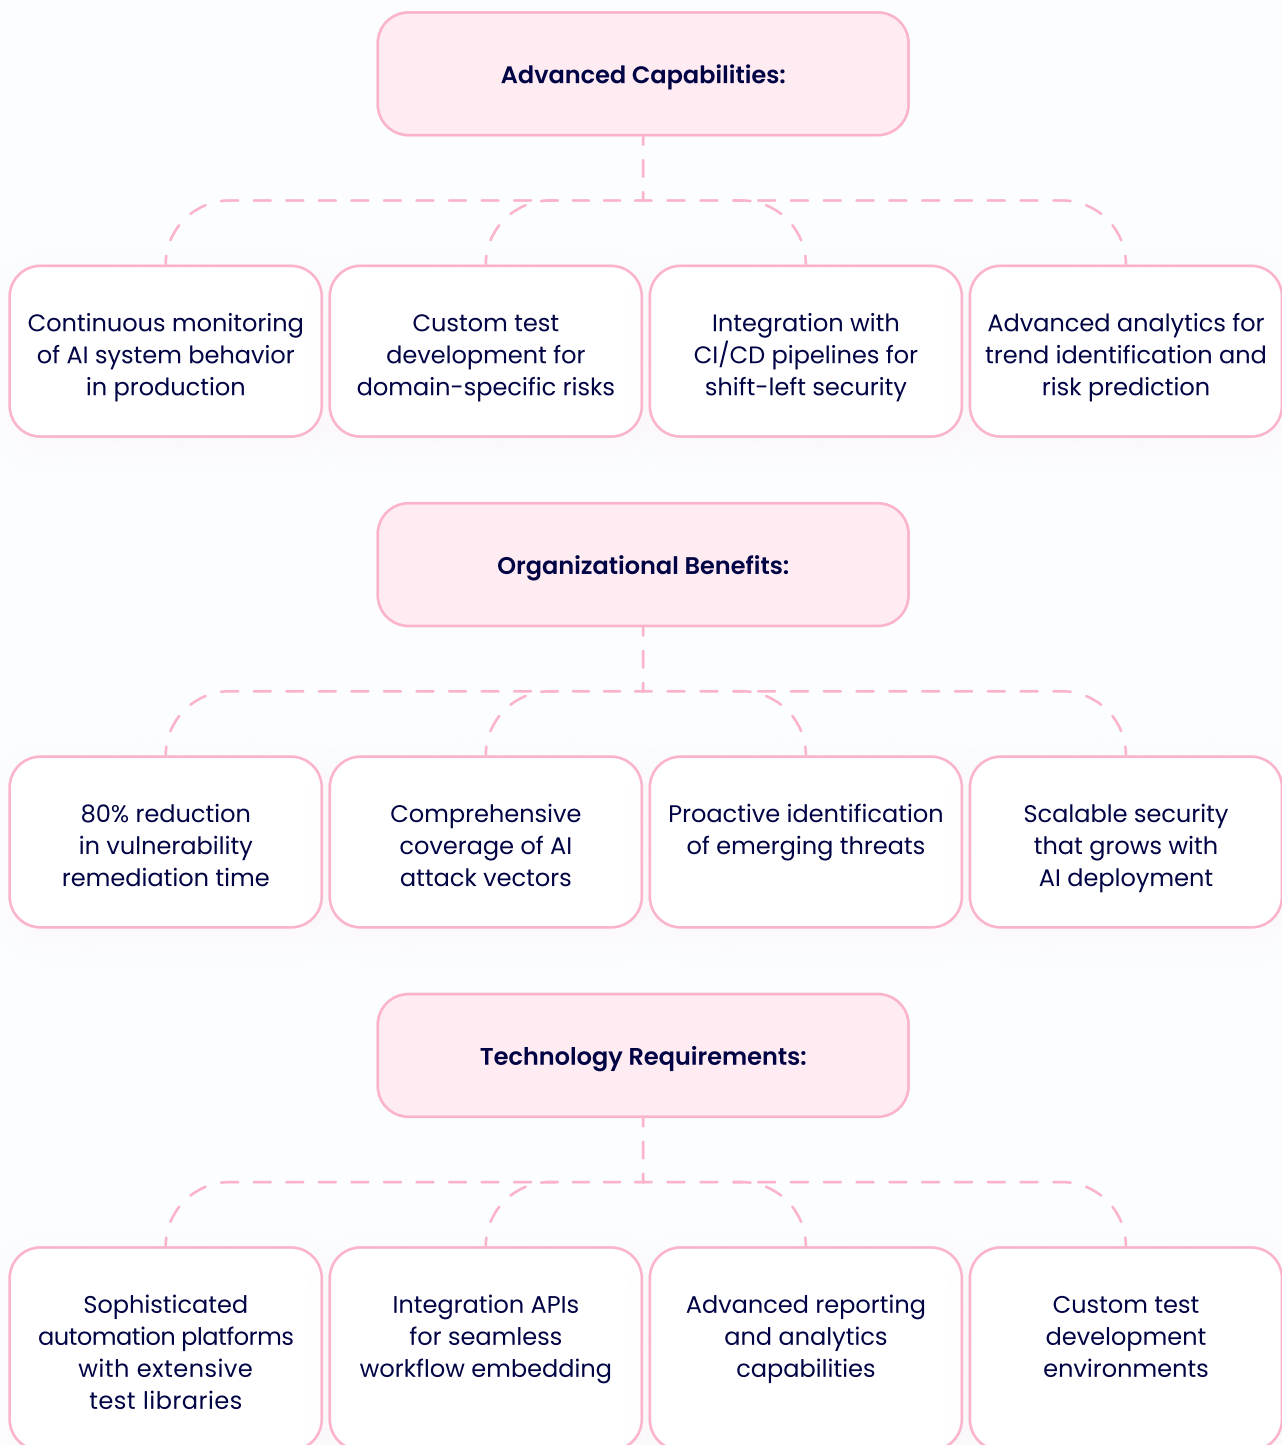 Advanced Capabilities:
Continuous monitoring
of AI system behavior
in production
Custom test
development for
domain-specific risks
Integration with
CI/CD pipelines for
shift-left security
Advanced analytics for
trend identification and
risk prediction
Organizational Benefits:
80% reduction
in vulnerability
remediation time
Comprehensive
coverage of AI
attack vectors
Proactive identification
of emerging threats
Scalable security
that grows with
AI deployment
Technology Requirements:
Sophisticated
automation platforms
with extensive
test libraries
Integration APIs
for seamless
workflow embedding
Advanced reporting
and analytics
capabilities
Custom test
development
environments